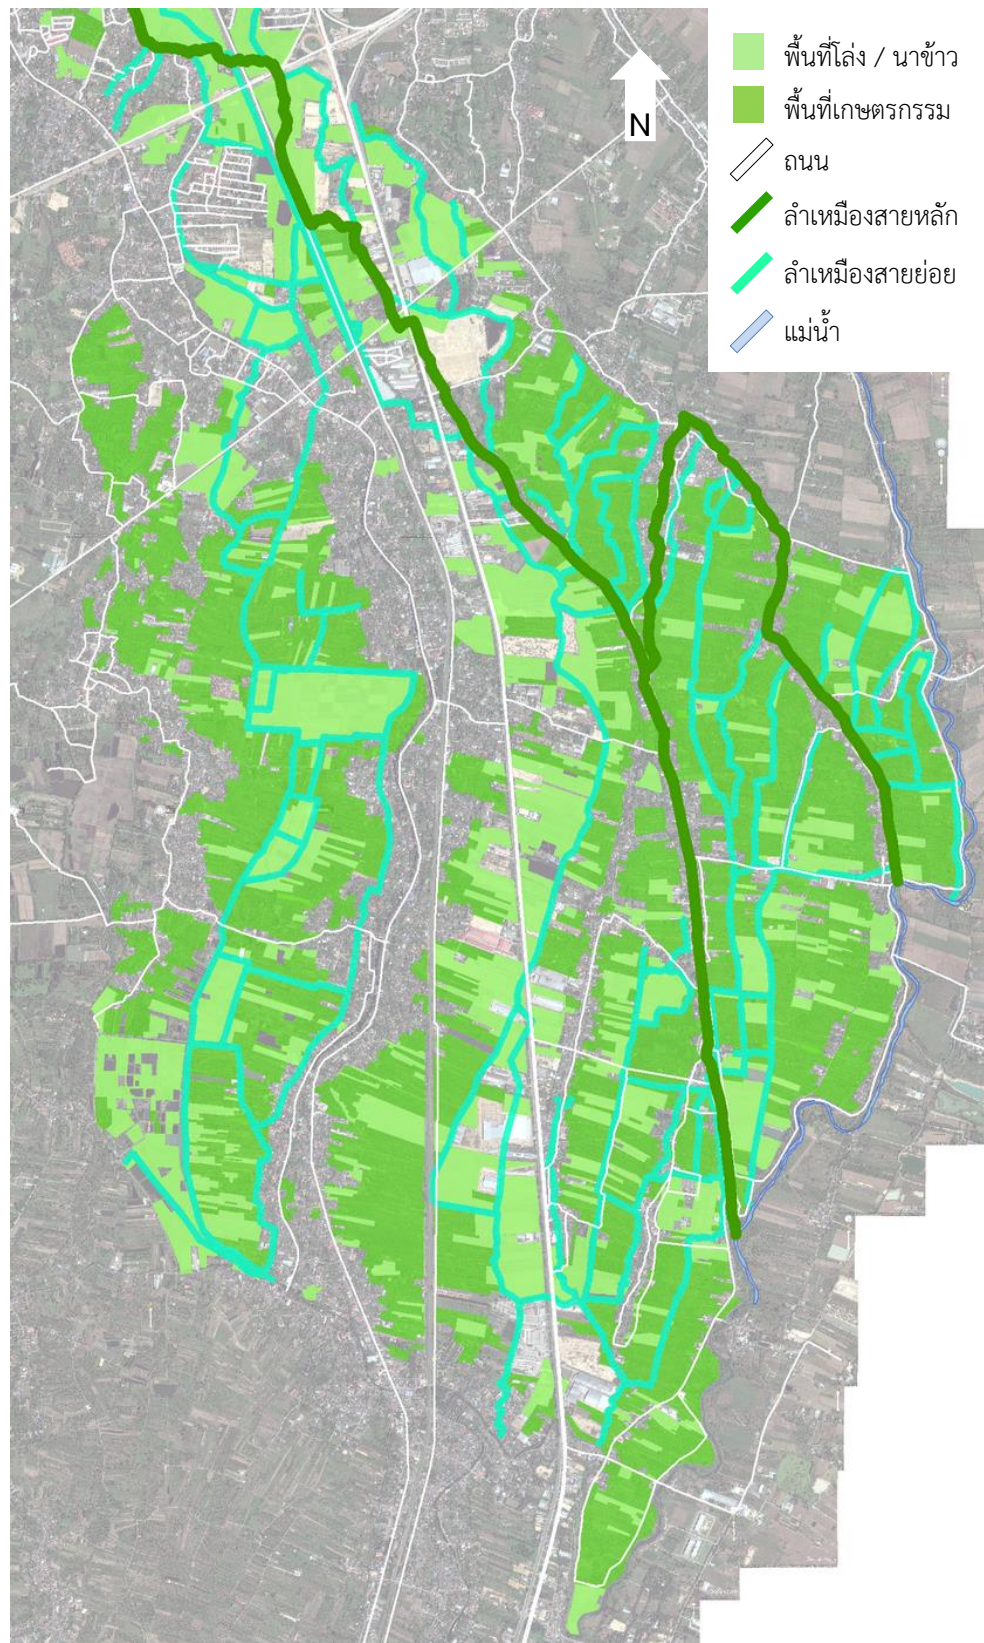 พื้นที่โล่ง / นาข้าว
พื้นที่เกษตรกรรม
ถนน
ลำเหมืองสายหลัก
ลำเหมืองสายย่อย
แม่น้ำ
N